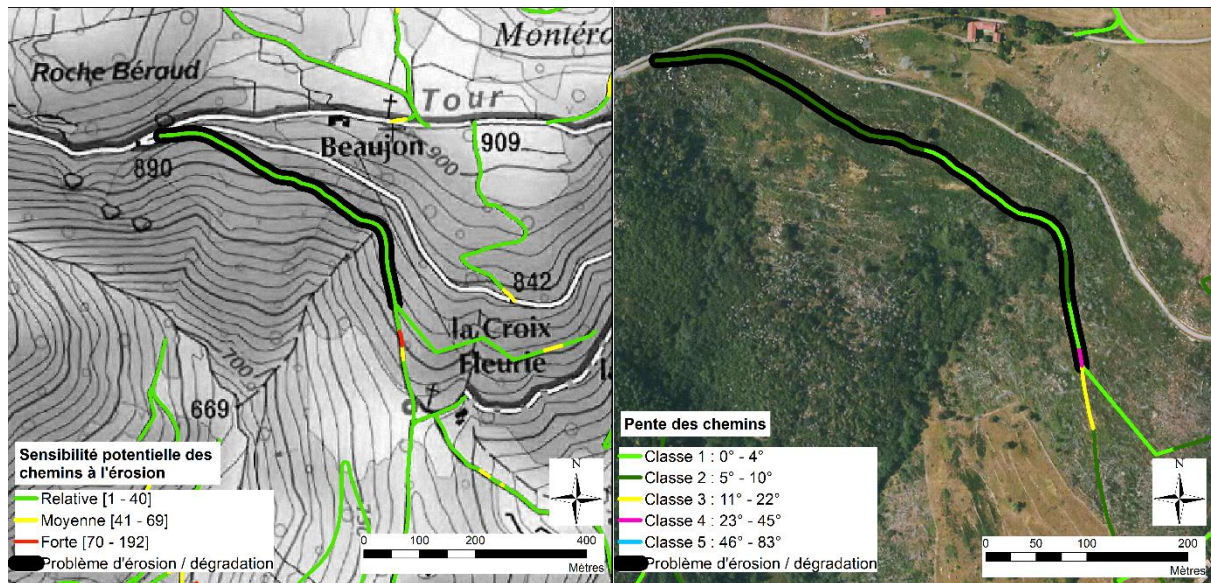 Roche Béraud
Montéra
Tour
Beaujon
900
909
890
842
la Croix
Fleurie
700
669
Sensibilité potentielle des
chemins à l'érosion
Relative [1 - 40]
Moyenne [41 - 69]
Forte [70 - 192]
Problème d'érosion / dégradation
N
0 100 200 400
Mètres
Pente des chemins
Classe 1 : 0° - 4°
Classe 2 : 5° - 10°
Classe 3 : 11° - 22°
Classe 4 : 23° - 45°
Classe 5 : 46° - 83°
Problème d'érosion / dégradation
N
0 50 100 200
Mètres